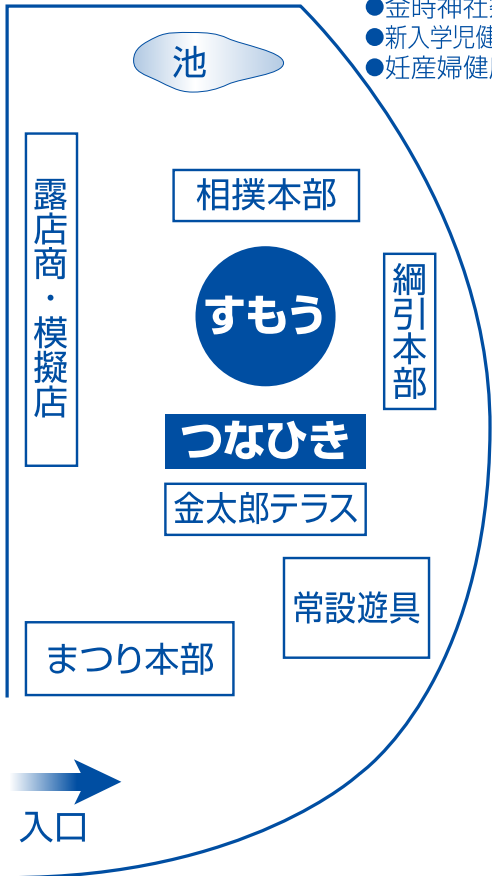 ●金時神社
●新入学児健
●妊産婦健
池
相撲本部
露店商・模擬店
すもう
綱引本部
つなひき
金太郎テラス
常設遊具
まつり本部
入口